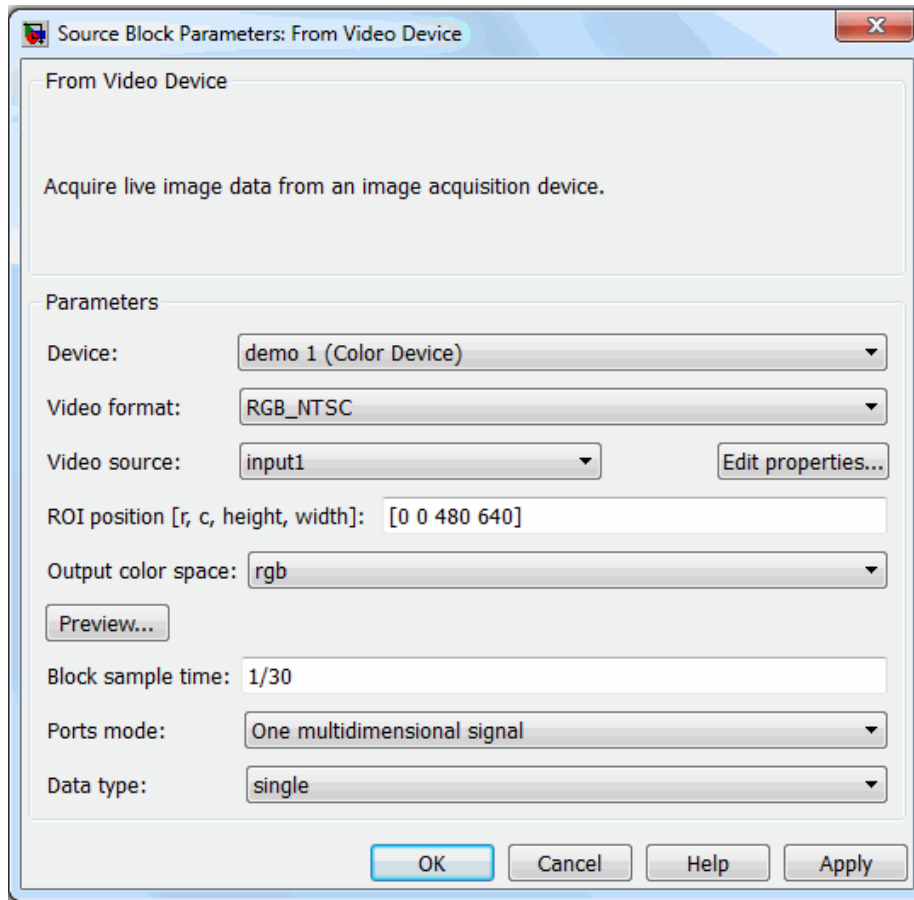 Source Block Parameters: From Video Device
X
From Video Device
Acquire live image data from an image acquisition device.
Parameters
Device: demo 1 (Color Device)
Video format: RGB_NTSC
Video source: input1 Edit properties...
ROI position [r, c, height, width]: [0 0 480 640]
Output color space: rgb
Preview...
Block sample time: 1/30
Ports mode: One multidimensional signal
Data type: single
OK Cancel Help Apply